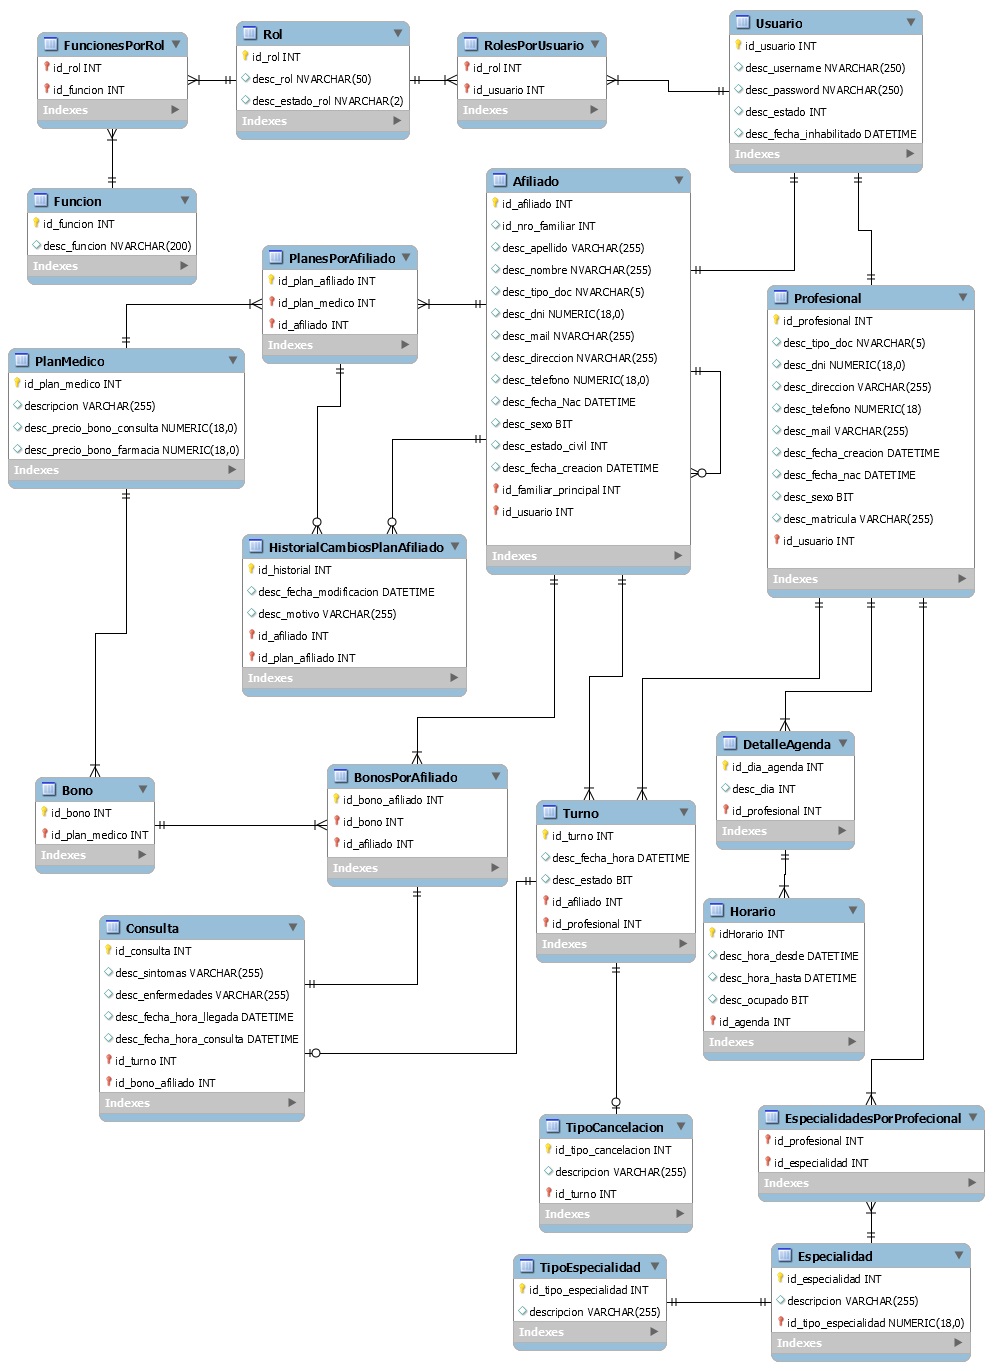 FuncionesPorRol
id_rol INT
id_funcion INT
Indexes
Rol
id_rol INT
desc_rol NVARCHAR(50)
desc_estado_rol NVARCHAR(2)
Indexes
RolesPorUsuario
id_rol INT
id_usuario INT
Indexes
Usuario
id_usuario INT
desc_username NVARCHAR(250)
desc_password NVARCHAR(250)
desc_estado INT
desc_fecha_inhabilitado DATETIME
Indexes
Funcion
id_funcion INT
desc_funcion NVARCHAR(200)
Indexes
PlanesPorAfiliado
id_plan_afiliado INT
id_plan_medico INT
id_afiliado INT
Indexes
Afiliado
id_afiliado INT
id_nro_familiar INT
desc_apellido VARCHAR(255)
desc_nombre NVARCHAR(255)
desc_tipo_doc NVARCHAR(5)
desc_dni NUMERIC(18,0)
desc_mail NVARCHAR(255)
desc_direccion NVARCHAR(255)
desc_telefono NUMERIC(18,0)
desc_fecha_Nac DATETIME
desc_sexo BIT
desc_estado_civil INT
desc_fecha_creacion DATETIME
id_familiar_principal INT
id_usuario INT
Indexes
Profesional
id_profesional INT
desc_tipo_doc NVARCHAR(5)
desc_dni NUMERIC(18,0)
desc_direccion VARCHAR(255)
desc_telefono NUMERIC(18)
desc_mail VARCHAR(255)
desc_fecha_creacion DATETIME
desc_fecha_nac DATETIME
desc_sexo BIT
desc_matricula VARCHAR(255)
id_usuario INT
Indexes
PlanMedico
id_plan_medico INT
descripcion VARCHAR(255)
desc_precio_bono_consulta NUMERIC(18,0)
desc_precio_bono_farmacia NUMERIC(18,0)
Indexes
HistorialCambiosPlanAfiliado
id_historial INT
desc_fecha_modificacion DATETIME
desc_motivo VARCHAR(255)
id_afiliado INT
id_plan_afiliado INT
Indexes
Bono
id_bono INT
id_plan_medico INT
Indexes
BonosPorAfiliado
id_bono_afiliado INT
id_bono INT
id_afiliado INT
Indexes
Turno
id_turno INT
desc_fecha_hora DATETIME
desc_estado BIT
id_afiliado INT
id_profesional INT
Indexes
DetalleAgenda
id_dia_agenda INT
desc_dia INT
id_profesional INT
Indexes
Horario
idHorario INT
desc_hora_desde DATETIME
desc_hora_hasta DATETIME
desc_ocupado BIT
id_agenda INT
Indexes
Consulta
id_consulta INT
desc_sintomas VARCHAR(255)
desc_enfermedades VARCHAR(255)
desc_fecha_hora_llegada DATETIME
desc_fecha_hora_consulta DATETIME
id_turno INT
id_bono_afiliado INT
Indexes
TipoCancelacion
id_tipo_cancelacion INT
descripcion VARCHAR(255)
id_turno INT
Indexes
EspecialidadesPorProfecional
id_profesional INT
id_especialidad INT
Indexes
TipoEspecialidad
id_tipo_especialidad INT
descripcion VARCHAR(255)
Indexes
Especialidad
id_especialidad INT
descripcion VARCHAR(255)
id_tipo_especialidad NUMERIC(18,0)
Indexes